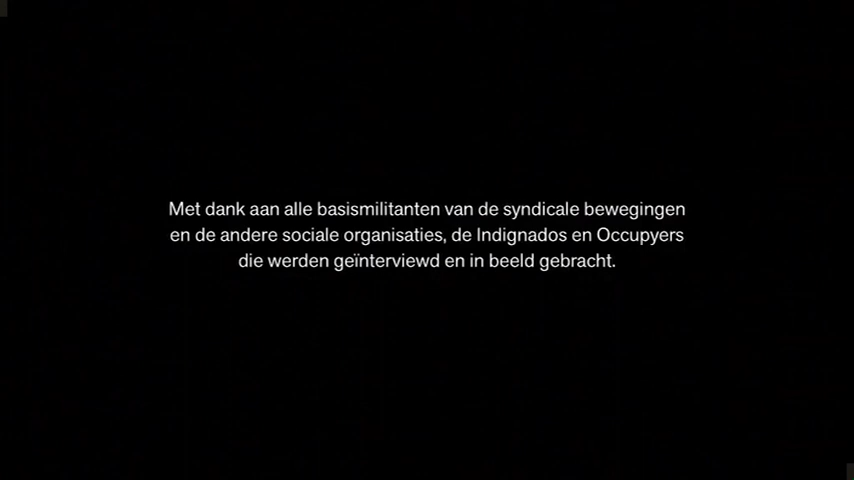 Met dank aan alle basismilitanten van de syndicale bewegingen
en de andere sociale organisaties, de Indignados en Occupyers
die werden geïnterviewd en in beeld gebracht.